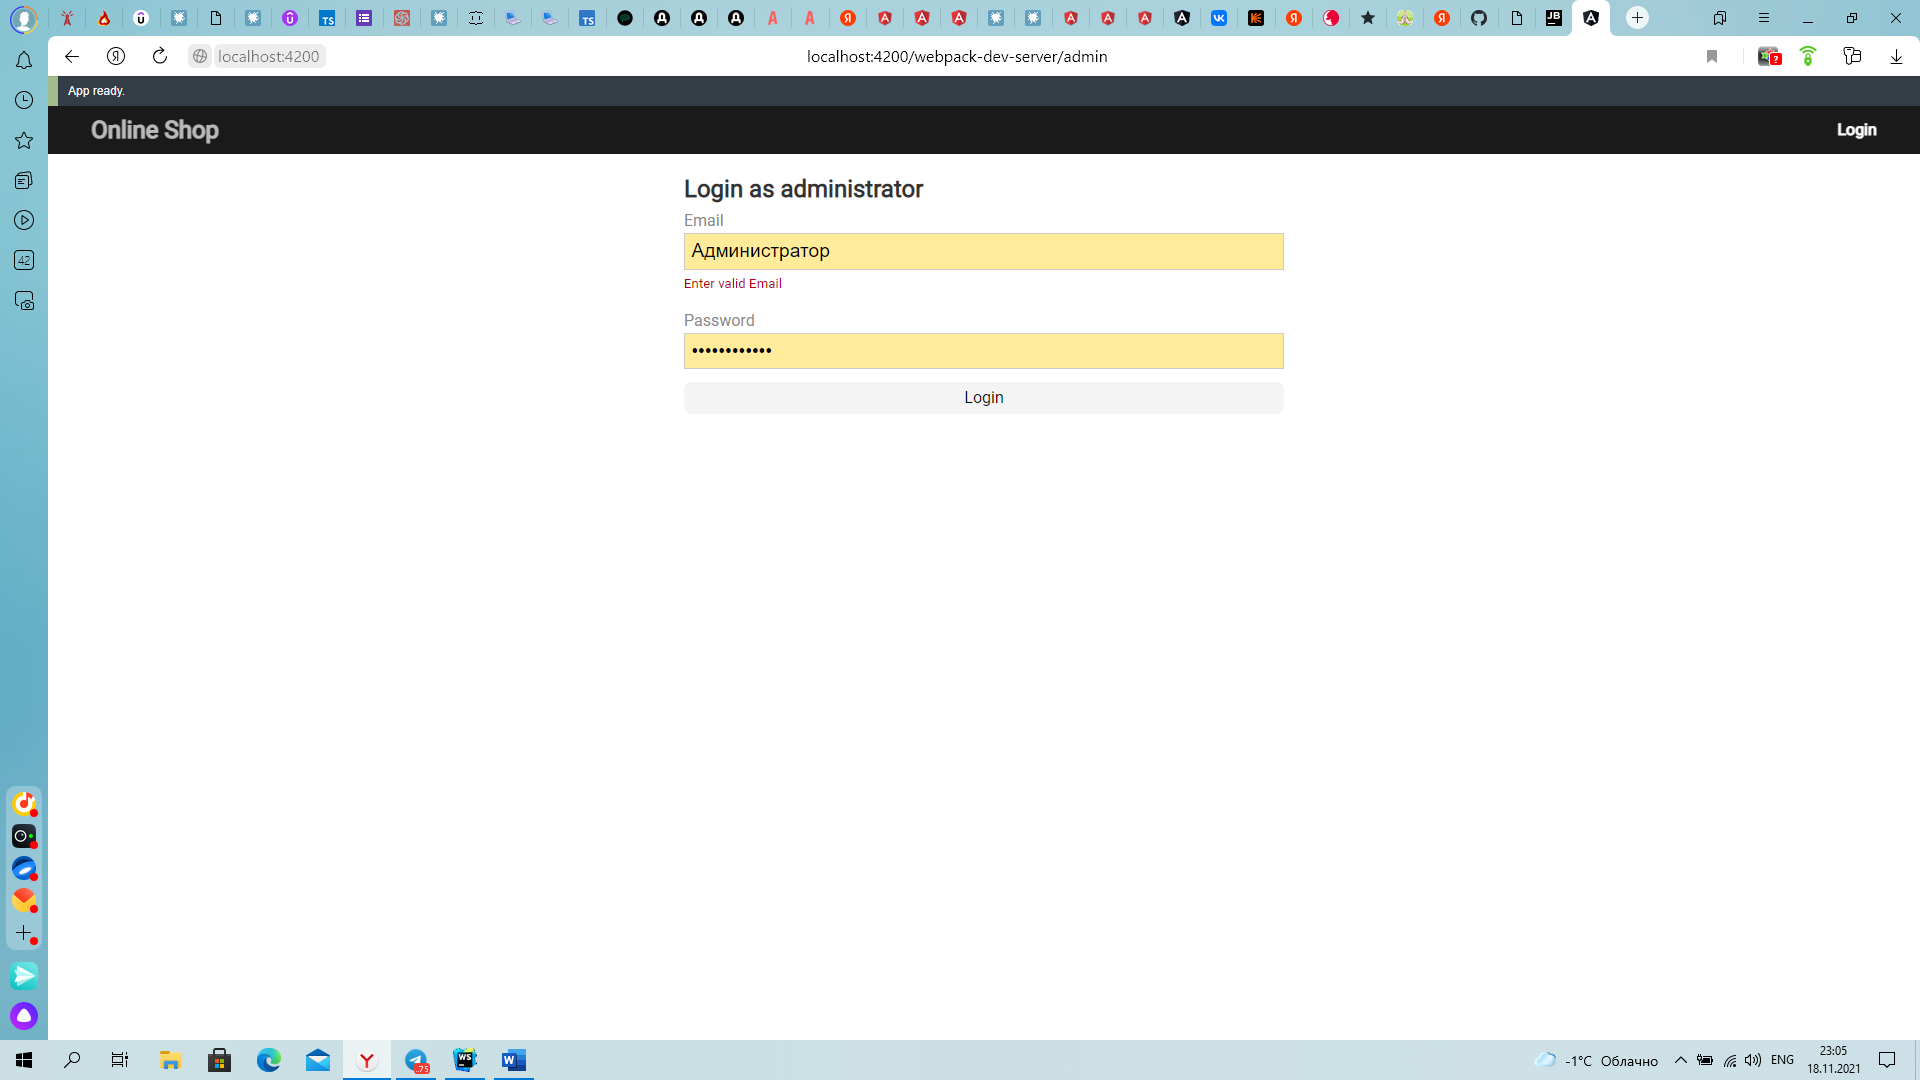 localhost:4200
localhost:4200/webpack-dev-server/admin
App ready.
Online Shop
Login
Login as administrator
Email
Администратор
Enter valid Email
Password
••••••••••••
Login
42
-1°C Облачно
ENG
23:05
18.11.2021